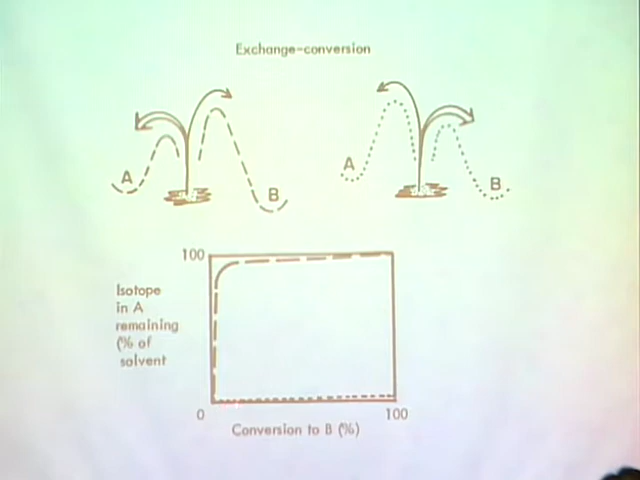 Exchange-conversion
A
B
A
B
100
Isotope
in A
remaining
(% of
solvent
0
100
Conversion to B (%)